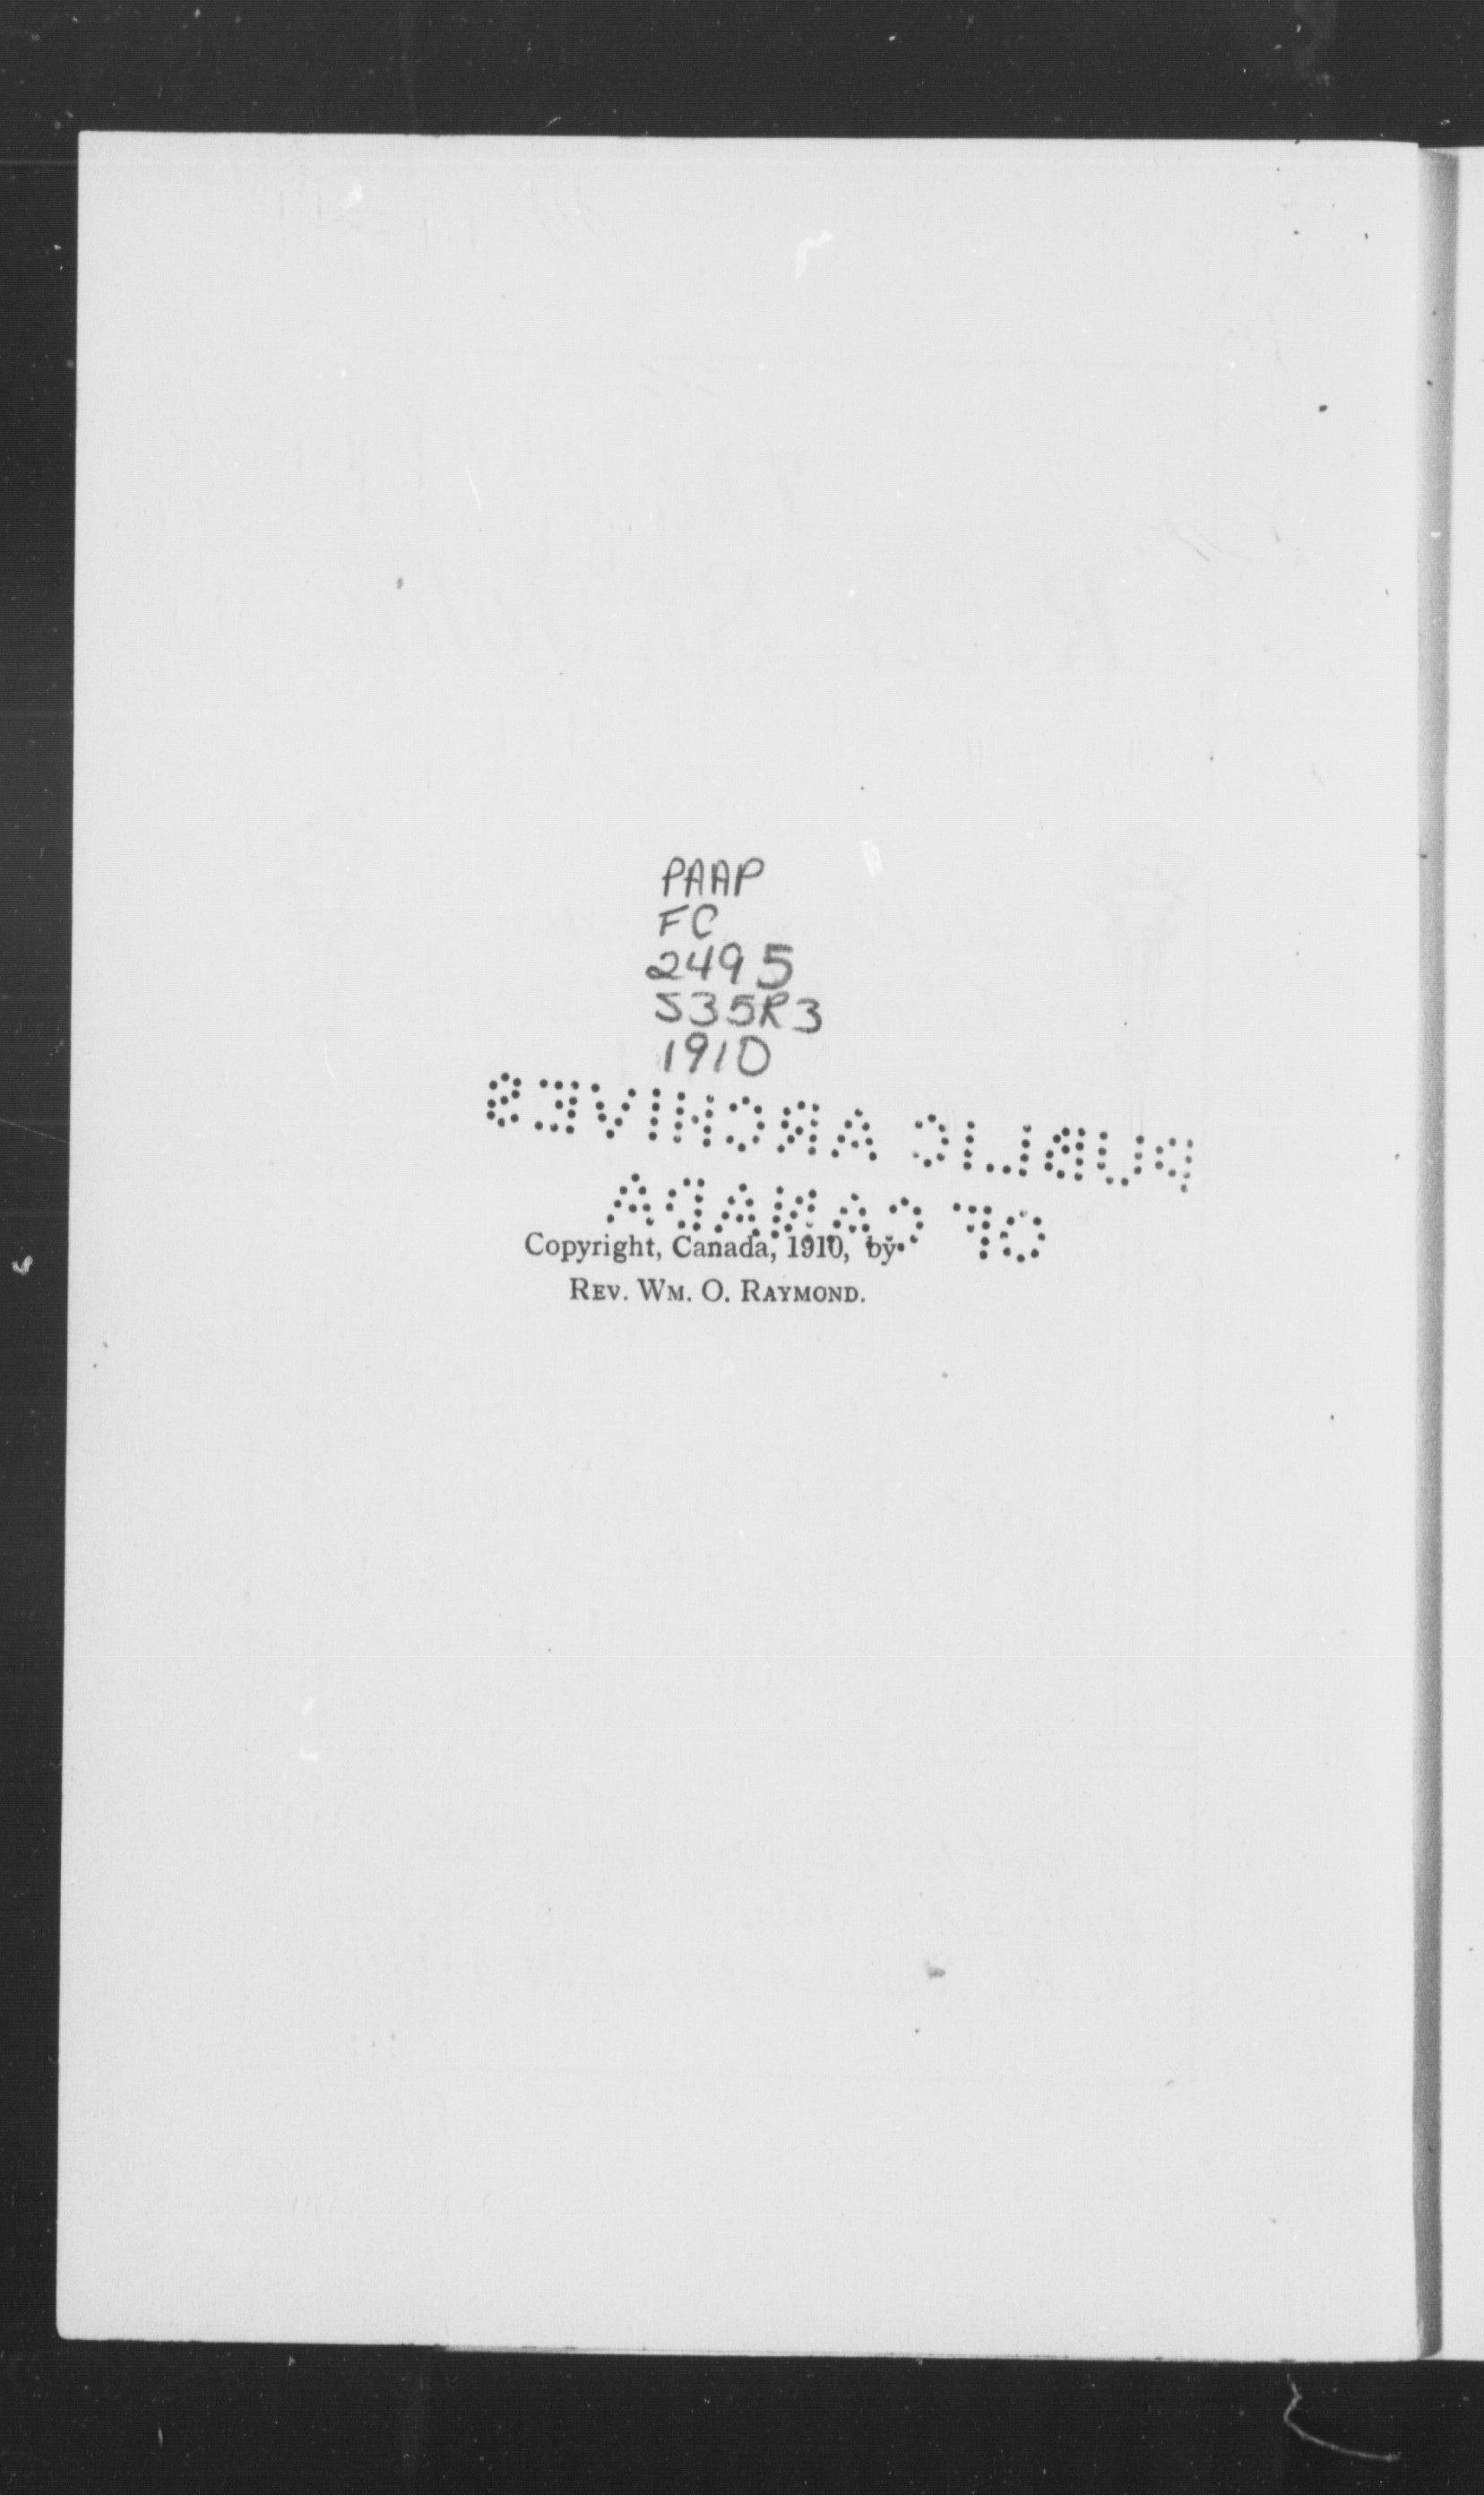 PAAP
FC
2495
S35R3
1910
PUBLIC ARCHIVES
OF CANADA
Copyright, Canada, 1910, by
REV. WM. O. RAYMOND.